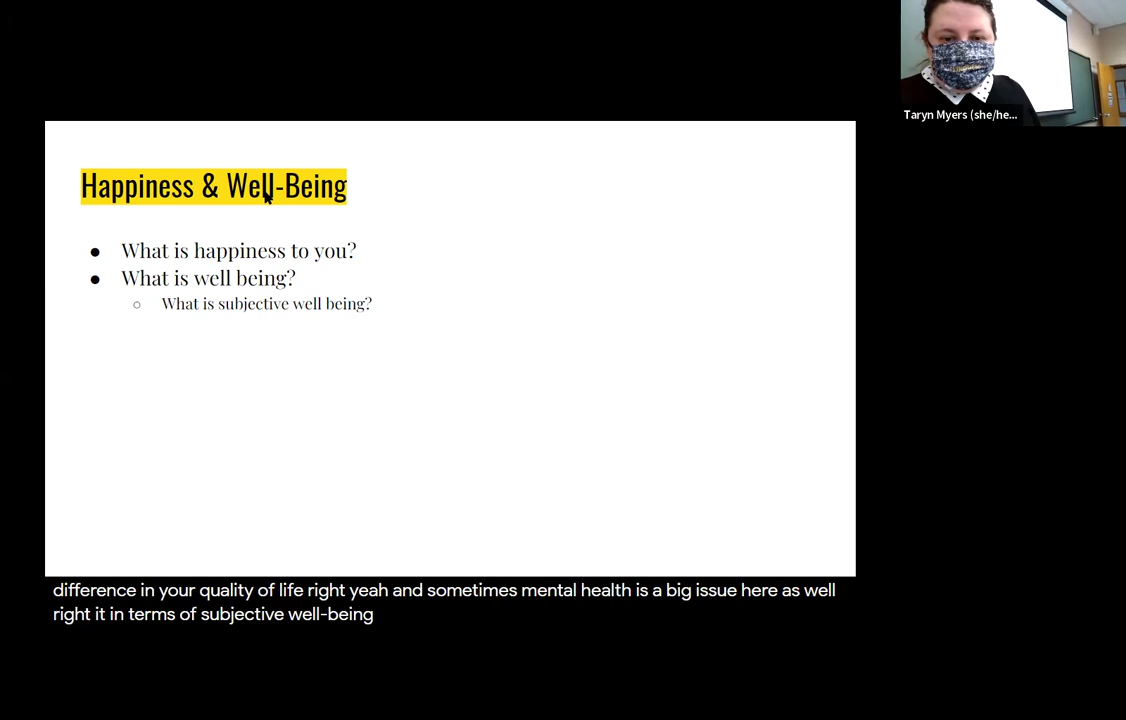 Taryn Myers (she/he...
Happiness & Well-Being
What is happiness to you?
What is well being?
What is subjective well being?
difference in your quality of life right yeah and sometimes mental health is a big issue here as well
right it in terms of subjective well-being